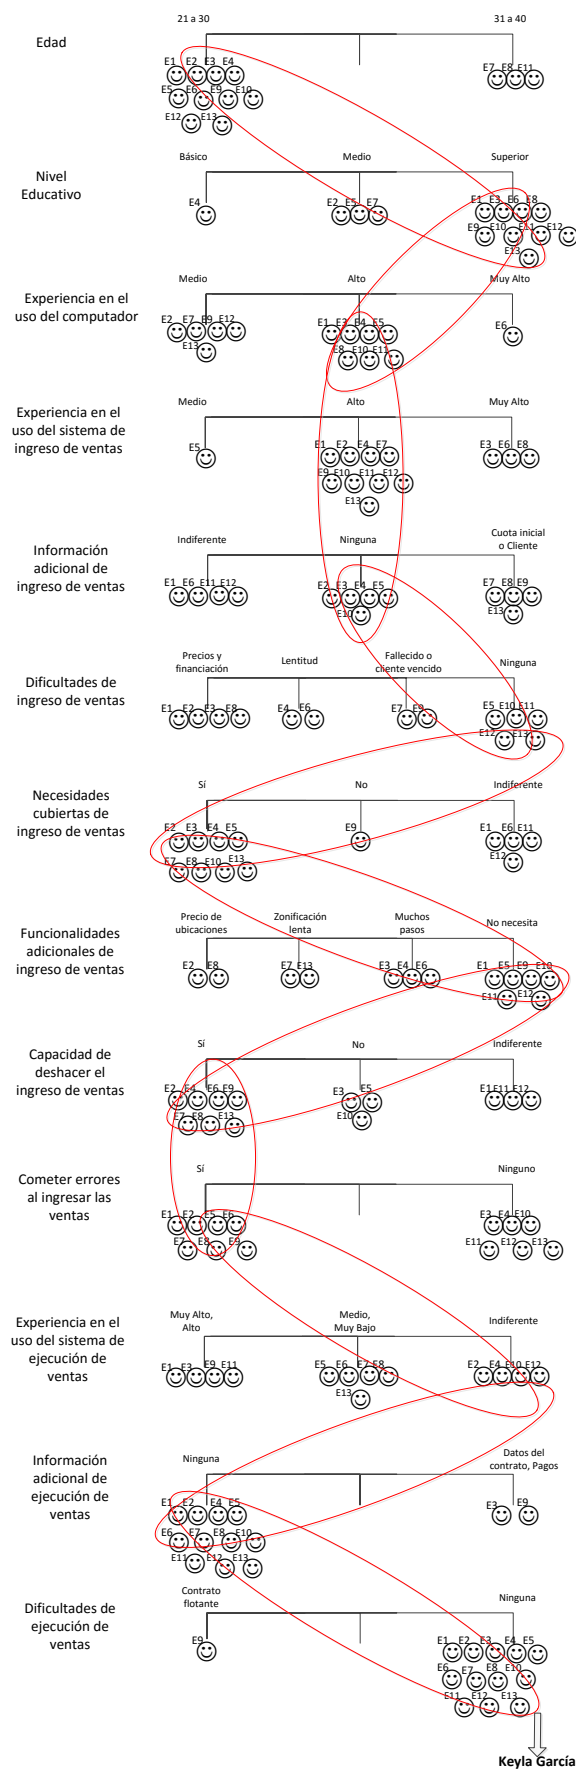 21 a 30
31 a 40
Edad
E1 E2 E3 E4
E7 E8 E11
E5 E6 E9 E10
E12 E13
Básico
Medio
Superior
Nivel
Educativo
E4
E2 E5 E7
E1 E3 E6 E8
E9 E10 E11 E12
E13
Medio
Alto
Muy Alto
Experiencia en el
uso del computador
E2 E7 E9 E12
E1 E3 E4 E5
E6
E13
E8 E10 E11
Medio
Alto
Muy Alto
Experiencia en el
uso del sistema de
ingreso de ventas
E5
E1 E2 E4 E7
E3 E6 E8
E9 E10 E11 E12
E13
Indiferente
Ninguna
Cuota inicial
o Cliente
Información
adicional de
ingreso de ventas
E1 E6 E11 E12
E2 E3 E4 E5
E7 E8 E9
E10
E13
Precios y
financiación
Lentitud
Fallecido o
cliente vencido
Ninguna
Dificultades de
ingreso de ventas
E1 E2 E3 E8
E4 E6
E7 E9
E5 E10 E11
E12 E13
Sí
No
Indiferente
Necesidades
cubiertas de
ingreso de ventas
E2 E3 E4 E5
E9
E1 E6 E11
E7 E8 E10 E13
E12
Precio de
ubicaciones
Zonificación
lenta
Muchos
pasos
No necesita
Funcionalidades
adicionales de
ingreso de ventas
E2 E8
E7 E13
E3 E4 E6
E1 E5 E9 E10
E11 E12
Sí
No
Indiferente
Capacidad de
deshacer el
ingreso de ventas
E2 E4 E6 E9
E3 E5
E1 E11 E12
E7 E8 E13
E10
Sí
Ninguno
Cometer errores
al ingresar las
ventas
E1 E2 E5 E6
E3 E4 E10
E7 E8 E9
E11 E12 E13
Muy Alto,
Alto
Medio,
Muy Bajo
Indiferente
Experiencia en el
uso del sistema de
ejecución de
ventas
E1 E3 E9 E11
E5 E6 E7 E8
E2 E4 E10 E12
E13
Ninguna
Datos del
contrato, Pagos
Información
adicional de
ejecución de
ventas
E1 E2 E4 E5
E3 E9
E6 E7 E8 E10
E11 E12 E13
Contrato
flotante
Ninguna
Dificultades de
ejecución de
ventas
E9
E1 E2 E3 E4 E5
E6 E7 E8 E10
E11 E12 E13
Keyla García